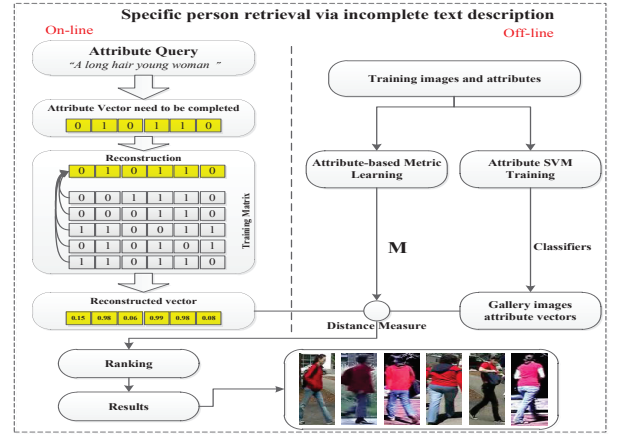 Specific person retrieval via incomplete text description
On-line
Off-line
Attribute Query
"A long hair young woman "
Attribute Vector need to be completed
0 1 0 1 1 0
Reconstruction
0 1 0 1 1 0
0 0 1 1 1 0
0 0 0 1 1 0
1 1 0 0 1 1
0 1 0 1 0 1
1 1 0 1 1 0
Training Matrix
Reconstructed vector
0.15 0.98 0.06 0.99 0.98 0.08
Training images and attributes
Attribute-based Metric
Learning
Attribute SVM
Training
M
Classifiers
Gallery images
attribute vectors
Distance Measure
Ranking
Results